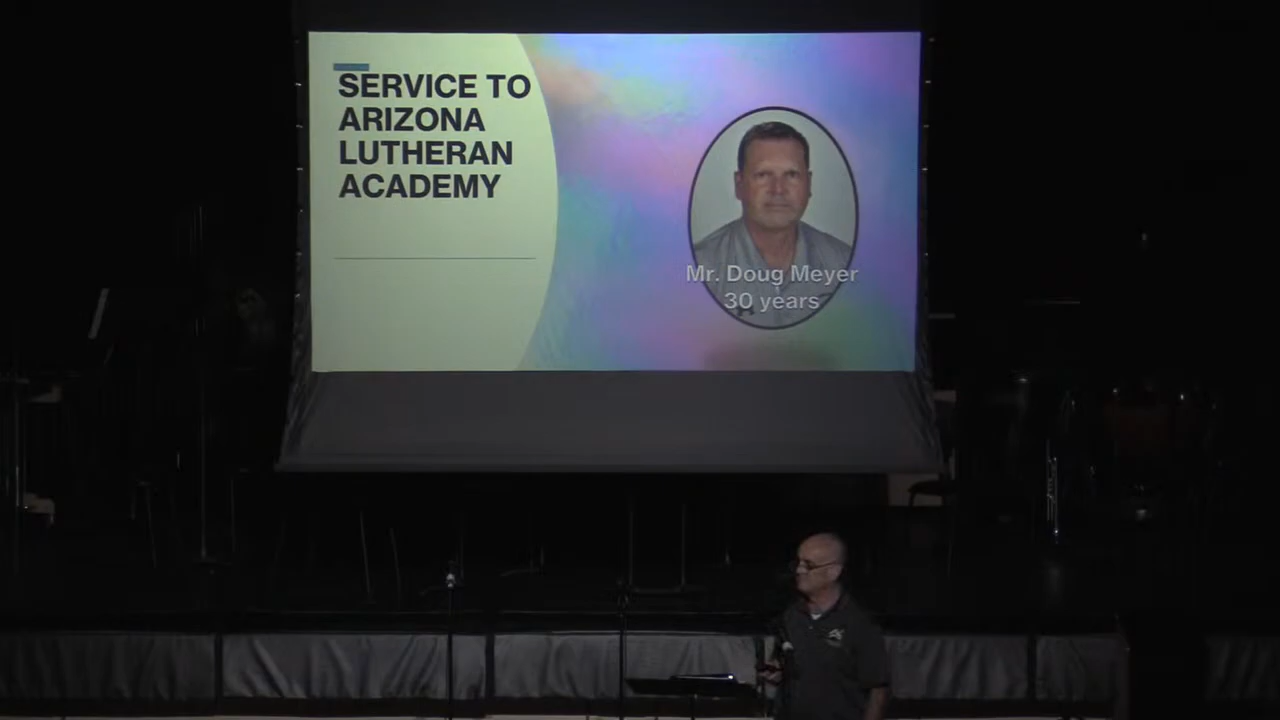 SERVICE TO
ARIZONA
LUTHERAN
ACADEMY
Mr. Doug Meyer
30 years